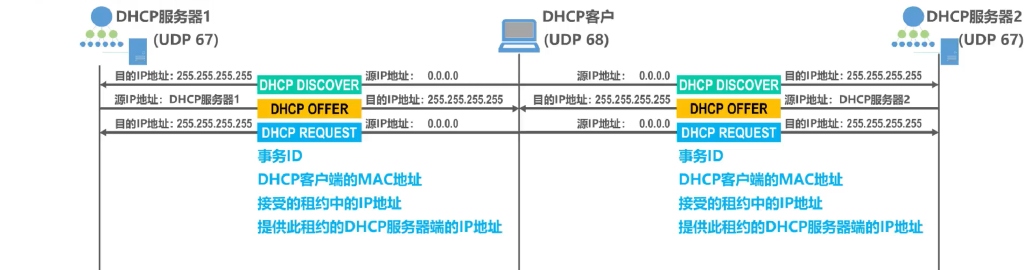 DHCP服务器1
(UDP 67)
DHCP客户
(UDP 68)
DHCP服务器2
(UDP 67)
目的IP地址: 255.255.255.255 DHCP DISCOVER 源IP地址: 0.0.0.0 源IP地址: 0.0.0.0 DHCP DISCOVER 目的IP地址: 255.255.255.255
源IP地址: DHCP服务器1 DHCP OFFER 目的IP地址: 255.255.255.255 目的IP地址: 255.255.255.255 DHCP OFFER 源IP地址: DHCP服务器2
目的IP地址: 255.255.255.255 DHCP REQUEST 源IP地址: 0.0.0.0 源IP地址: 0.0.0.0 DHCP REQUEST 目的IP地址: 255.255.255.255
事务ID
DHCP客户端的MAC地址
接受的租约中的IP地址
提供此租约的DHCP服务器端的IP地址
事务ID
DHCP客户端的MAC地址
接受的租约中的IP地址
提供此租约的DHCP服务器端的IP地址